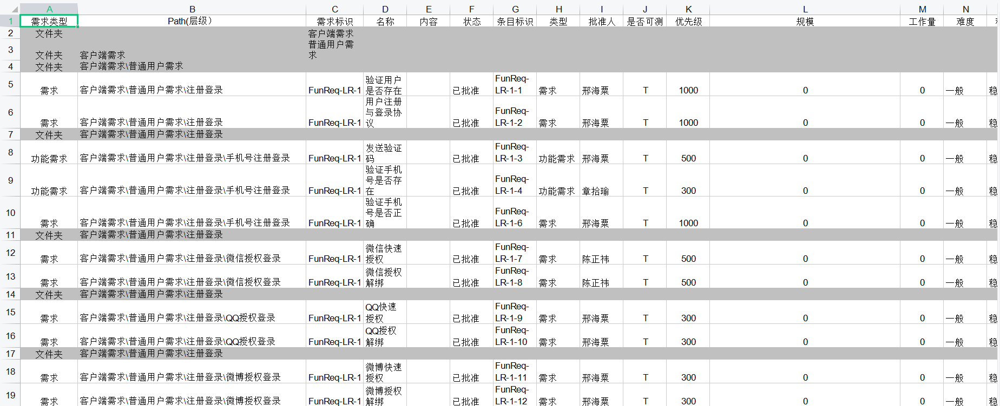 A B C D E F G H I J K L M N
1 需求类型 Path(层级） 需求标识 名称 内容 状态 条目标识 类型 批准人 是否可测 优先级 规模 工作量 难度
2 文件夹 客户端需求
3 文件夹 客户端需求 普通用户需求
4 文件夹 客户端需求\普通用户需求
5 需求 客户端需求\普通用户需求\注册登录 FunReq-LR-1 验证用户是否存在 已批准 FunReq-LR-1-1 需求 邢海粟 T 1000 0 0 一般 稳
6 需求 客户端需求\普通用户需求\注册登录 FunReq-LR-1 用户注册与登录协议 已批准 FunReq-LR-1-2 需求 邢海粟 T 1000 0 0 一般 稳
7 文件夹 客户端需求\普通用户需求\注册登录
8 功能需求 客户端需求\普通用户需求\注册登录\手机号注册登录 FunReq-LR-1 发送验证码 已批准 FunReq-LR-1-3 功能需求 邢海粟 T 500 0 0 一般 稳
9 功能需求 客户端需求\普通用户需求\注册登录\手机号注册登录 FunReq-LR-1 验证手机号是否存在 已批准 FunReq-LR-1-4 功能需求 章拾瑜 T 300 0 0 一般 稳
10 需求 客户端需求\普通用户需求\注册登录\手机号注册登录 FunReq-LR-1 验证手机号是否正确 已批准 FunReq-LR-1-6 需求 邢海粟 T 1000 0 0 一般 稳
11 文件夹 客户端需求\普通用户需求\注册登录
12 需求 客户端需求\普通用户需求\注册登录\微信授权登录 FunReq-LR-1 微信快速授权 已批准 FunReq-LR-1-7 需求 陈正祎 T 500 0 0 一般 稳
13 需求 客户端需求\普通用户需求\注册登录\微信授权登录 FunReq-LR-1 微信授权解绑 已批准 FunReq-LR-1-8 需求 陈正祎 T 500 0 0 一般 稳
14 文件夹 客户端需求\普通用户需求\注册登录
15 需求 客户端需求\普通用户需求\注册登录\QQ授权登录 FunReq-LR-1 QQ快速授权 已批准 FunReq-LR-1-9 需求 邢海粟 T 300 0 0 一般 稳
16 需求 客户端需求\普通用户需求\注册登录\QQ授权登录 FunReq-LR-1 QQ授权解绑 已批准 FunReq-LR-1-10 需求 邢海粟 T 300 0 0 一般 稳
17 文件夹 客户端需求\普通用户需求\注册登录
18 需求 客户端需求\普通用户需求\注册登录\微博授权登录 FunReq-LR-1 微博快速授权 已批准 FunReq-LR-1-11 需求 邢海粟 T 300 0 0 一般 稳
19 需求 客户端需求\普通用户需求\注册登录\微博授权登录 FunReq-LR-1 微博授权解绑 已批准 FunReq-LR-1-12 需求 邢海粟 T 300 0 0 一般 稳